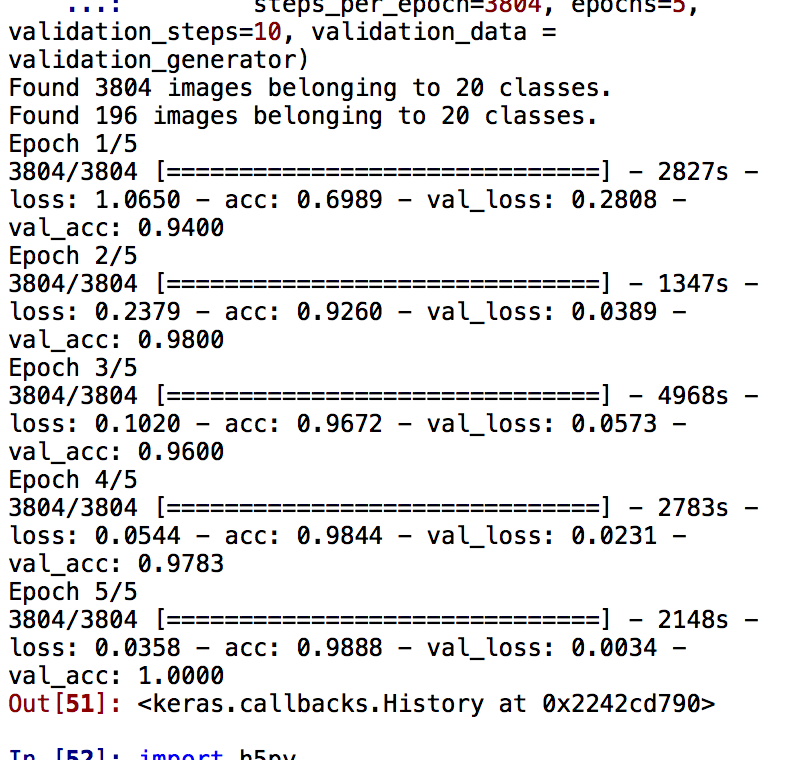 ...: steps_per_epoch=3804, epochs=5,
validation_steps=10, validation_data =
validation_generator)
Found 3804 images belonging to 20 classes.
Found 196 images belonging to 20 classes.
Epoch 1/5
3804/3804 [==============================] - 2827s -
loss: 1.0650 - acc: 0.6989 - val_loss: 0.2808 -
val_acc: 0.9400
Epoch 2/5
3804/3804 [==============================] - 1347s -
loss: 0.2379 - acc: 0.9260 - val_loss: 0.0389 -
val_acc: 0.9800
Epoch 3/5
3804/3804 [==============================] - 4968s -
loss: 0.1020 - acc: 0.9672 - val_loss: 0.0573 -
val_acc: 0.9600
Epoch 4/5
3804/3804 [==============================] - 2783s -
loss: 0.0544 - acc: 0.9844 - val_loss: 0.0231 -
val_acc: 0.9783
Epoch 5/5
3804/3804 [==============================] - 2148s -
loss: 0.0358 - acc: 0.9888 - val_loss: 0.0034 -
val_acc: 1.0000
Out[51]: <keras.callbacks.History at 0x2242cd790>
In [52]: import h5py